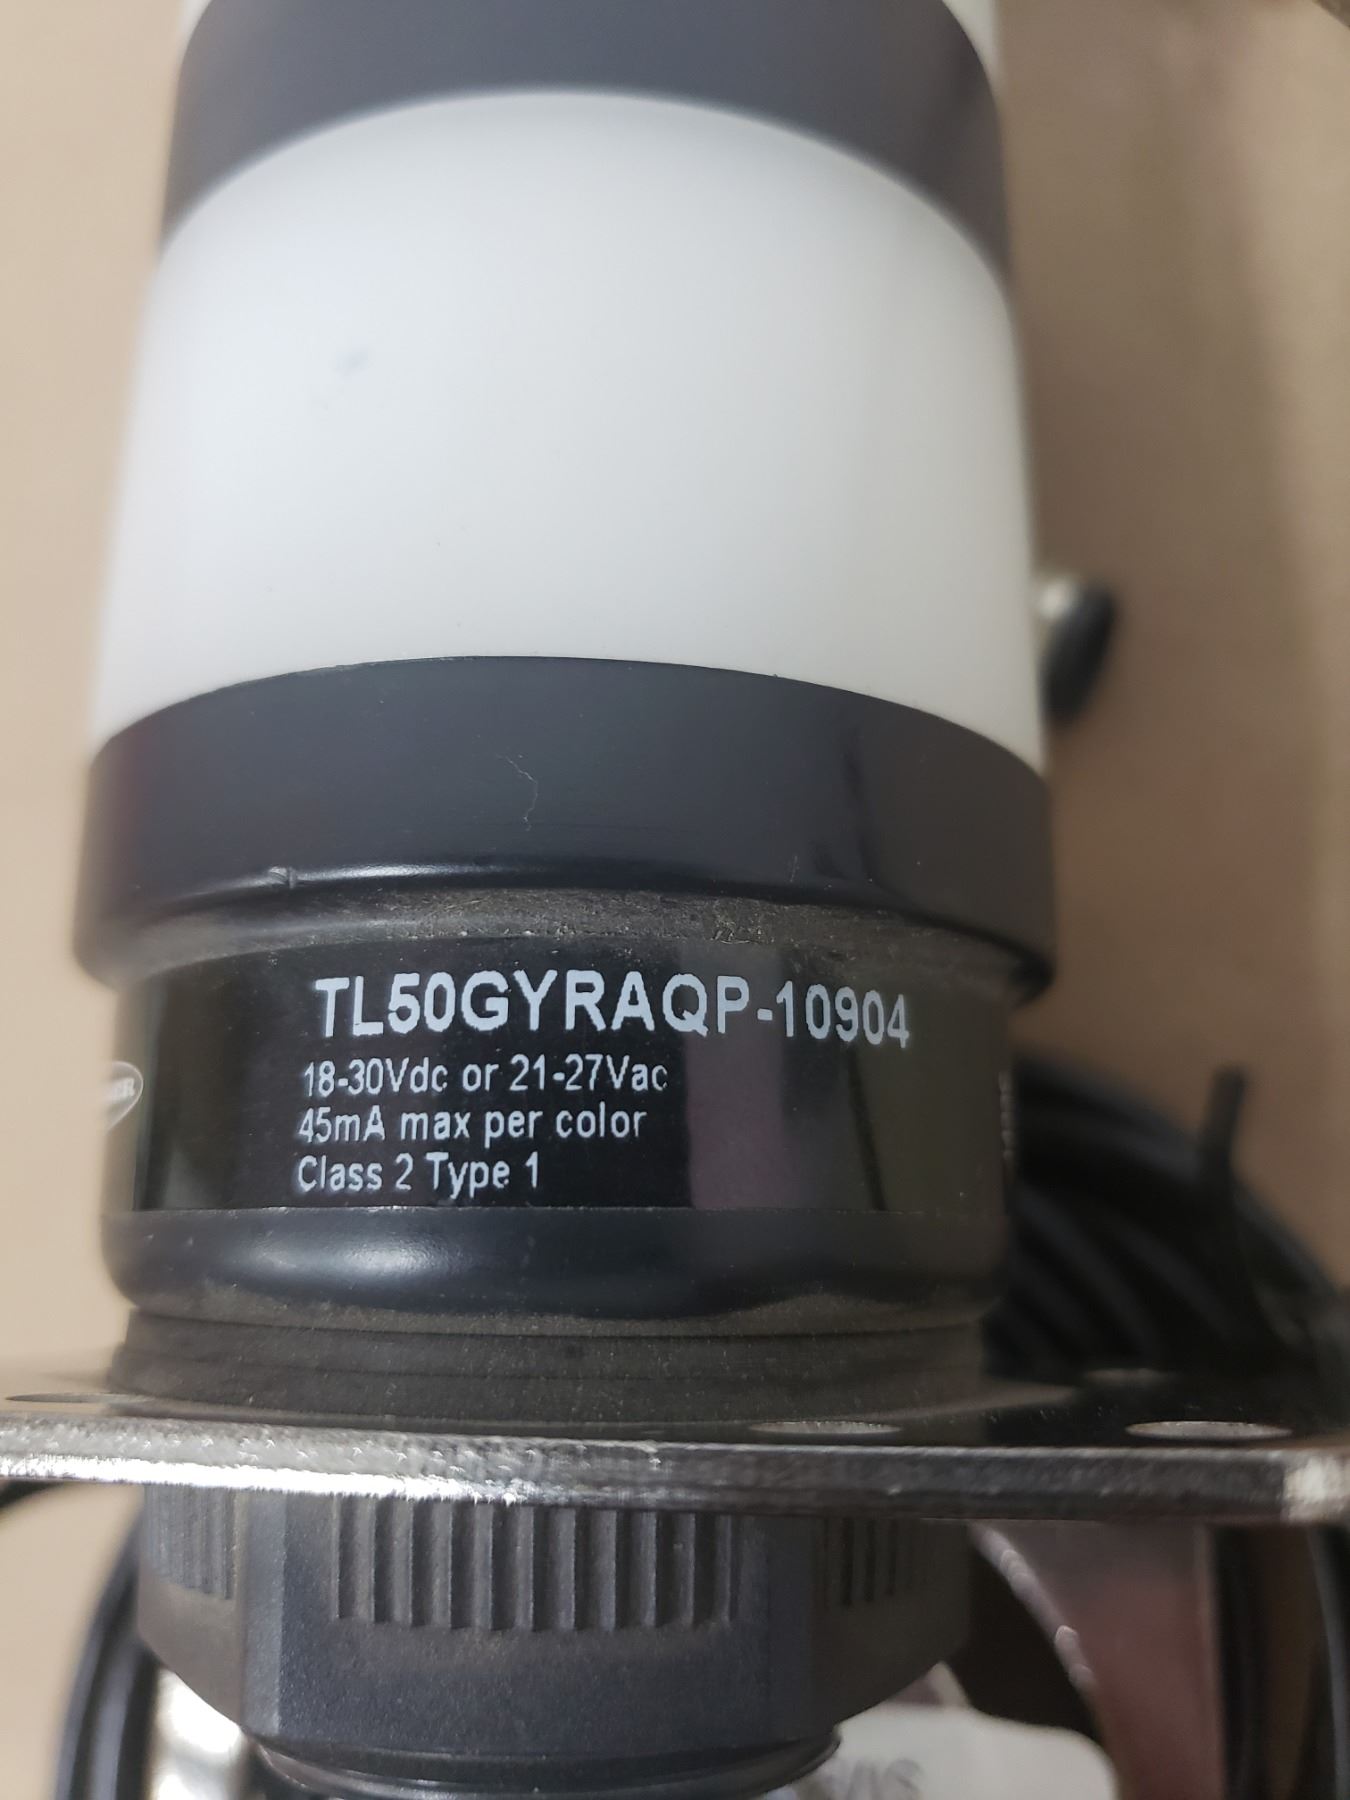 TL50GYRAQP-10904
18-30Vdc or 21-27Vac
45mA max per color
Class 2 Type 1